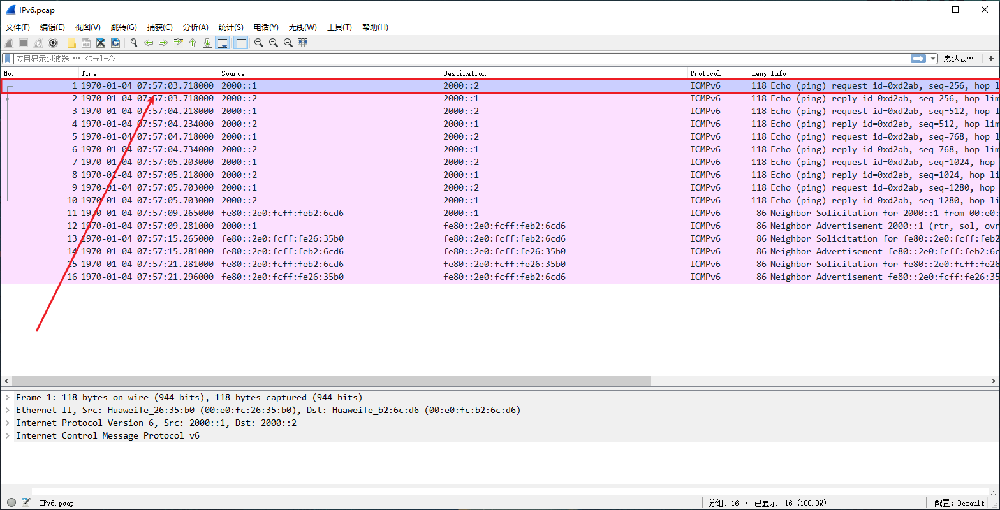 IPv6.pcap
文件(F) 编辑(E) 视图(V) 跳转(G) 捕获(C) 分析(A) 统计(S) 电话(Y) 无线(W) 工具(T) 帮助(H)
应用显示过滤器 … <Ctrl-/> 表达式… +
No. Time Source Destination Protocol Leng Info
1 1970-01-04 07:57:03.718000 2000::1 2000::2 ICMPv6 118 Echo (ping) request id=0xd2ab, seq=256, hop l
2 1970-01-04 07:57:03.718000 2000::2 2000::1 ICMPv6 118 Echo (ping) reply id=0xd2ab, seq=256, hop lim
3 1970-01-04 07:57:04.218000 2000::1 2000::2 ICMPv6 118 Echo (ping) request id=0xd2ab, seq=512, hop l
4 1970-01-04 07:57:04.234000 2000::2 2000::1 ICMPv6 118 Echo (ping) reply id=0xd2ab, seq=512, hop lim
5 1970-01-04 07:57:04.718000 2000::1 2000::2 ICMPv6 118 Echo (ping) request id=0xd2ab, seq=768, hop l
6 1970-01-04 07:57:04.734000 2000::2 2000::1 ICMPv6 118 Echo (ping) reply id=0xd2ab, seq=768, hop lim
7 1970-01-04 07:57:05.203000 2000::1 2000::2 ICMPv6 118 Echo (ping) request id=0xd2ab, seq=1024, hop
8 1970-01-04 07:57:05.218000 2000::2 2000::1 ICMPv6 118 Echo (ping) reply id=0xd2ab, seq=1024, hop li
9 1970-01-04 07:57:05.703000 2000::1 2000::2 ICMPv6 118 Echo (ping) request id=0xd2ab, seq=1280, hop
10 1970-01-04 07:57:05.703000 2000::2 2000::1 ICMPv6 118 Echo (ping) reply id=0xd2ab, seq=1280, hop li
11 1970-01-04 07:57:09.265000 fe80::2e0:fcff:feb2:6cd6 2000::1 ICMPv6 86 Neighbor Solicitation for 2000::1 from 00:e0:
12 1970-01-04 07:57:09.281000 2000::1 fe80::2e0:fcff:feb2:6cd6 ICMPv6 86 Neighbor Advertisement 2000::1 (rtr, sol, ovr
13 1970-01-04 07:57:15.265000 fe80::2e0:fcff:fe26:35b0 fe80::2e0:fcff:feb2:6cd6 ICMPv6 86 Neighbor Solicitation for fe80::2e0:fcff:feb2
14 1970-01-04 07:57:15.281000 fe80::2e0:fcff:feb2:6cd6 fe80::2e0:fcff:fe26:35b0 ICMPv6 86 Neighbor Advertisement fe80::2e0:fcff:feb2:6c
15 1970-01-04 07:57:21.281000 fe80::2e0:fcff:feb2:6cd6 fe80::2e0:fcff:fe26:35b0 ICMPv6 86 Neighbor Solicitation for fe80::2e0:fcff:fe26
16 1970-01-04 07:57:21.296000 fe80::2e0:fcff:fe26:35b0 fe80::2e0:fcff:feb2:6cd6 ICMPv6 86 Neighbor Advertisement fe80::2e0:fcff:fe26:35
Frame 1: 118 bytes on wire (944 bits), 118 bytes captured (944 bits)
Ethernet II, Src: HuaweiTe_26:35:b0 (00:e0:fc:26:35:b0), Dst: HuaweiTe_b2:6c:d6 (00:e0:fc:b2:6c:d6)
Internet Protocol Version 6, Src: 2000::1, Dst: 2000::2
Internet Control Message Protocol v6
IPv6.pcap 分组: 16 · 已显示: 16 (100.0%) 配置: Default